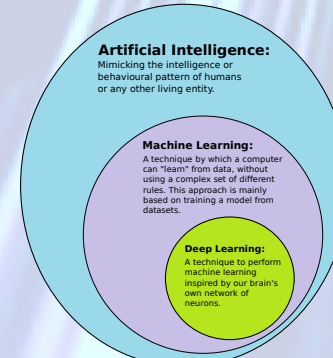 Artificial Intelligence:
Mimicking the intelligence or
behavioural pattern of humans
or any other living entity.
Machine Learning:
A technique by which a computer
can "learn" from data, without
using a complex set of different
rules. This approach is mainly
based on training a model from
datasets.
Deep Learning:
A technique to perform
machine learning
inspired by our brain's
own network of
neurons.